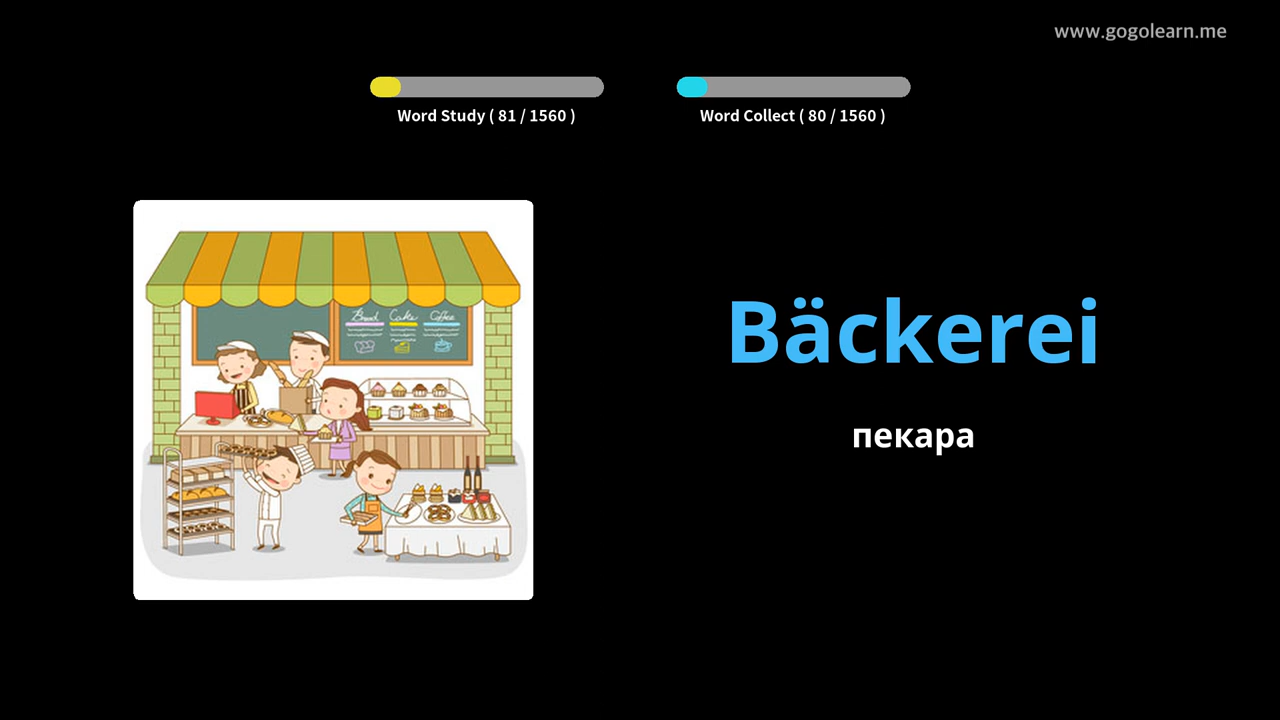 www.gogolearn.me
Word Study ( 81 / 1560 )
Word Collect ( 80 / 1560 )
Bread Cake Coffee
Bäckerei
пекара